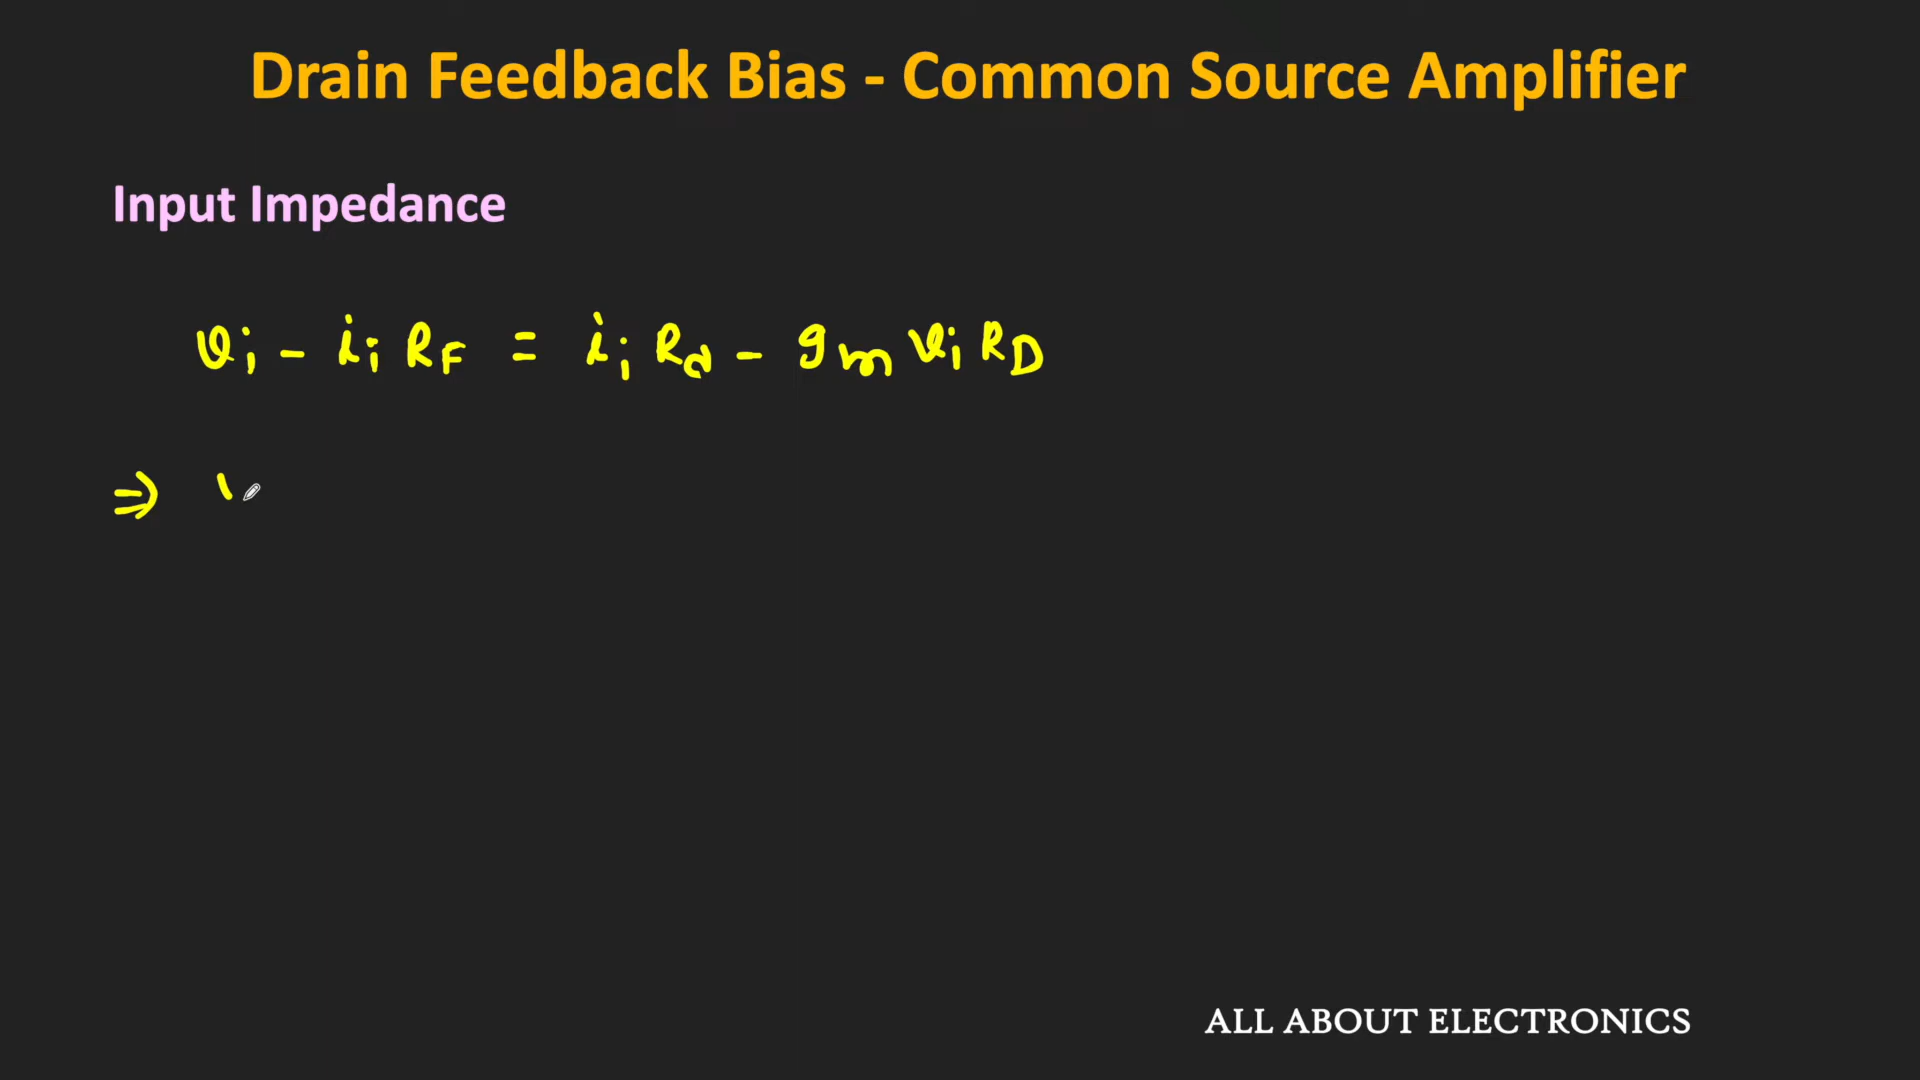 Drain Feedback Bias - Common Source Amplifier
Input Impedance
vi - ii RF = ii Rd - gm vi RD
⇒
ALL ABOUT ELECTRONICS